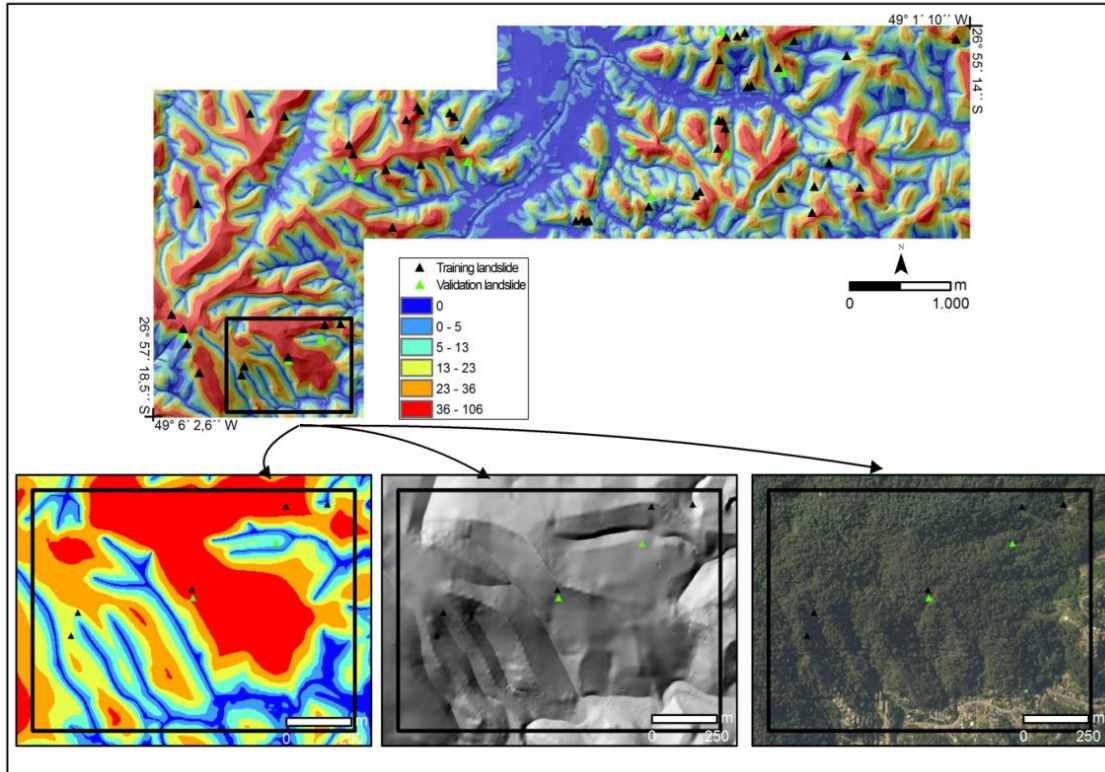 49° 1´ 10´´ W
26° 55´ 14´´ S
N
Training landslide
Validation landslide
0
0 - 5
5 - 13
13 - 23
23 - 36
36 - 106
m
0 1.000
26° 57´ 18,5´´ S
49° 6´ 2,6´´ W
m
0 250
m
0 250
m
0 250